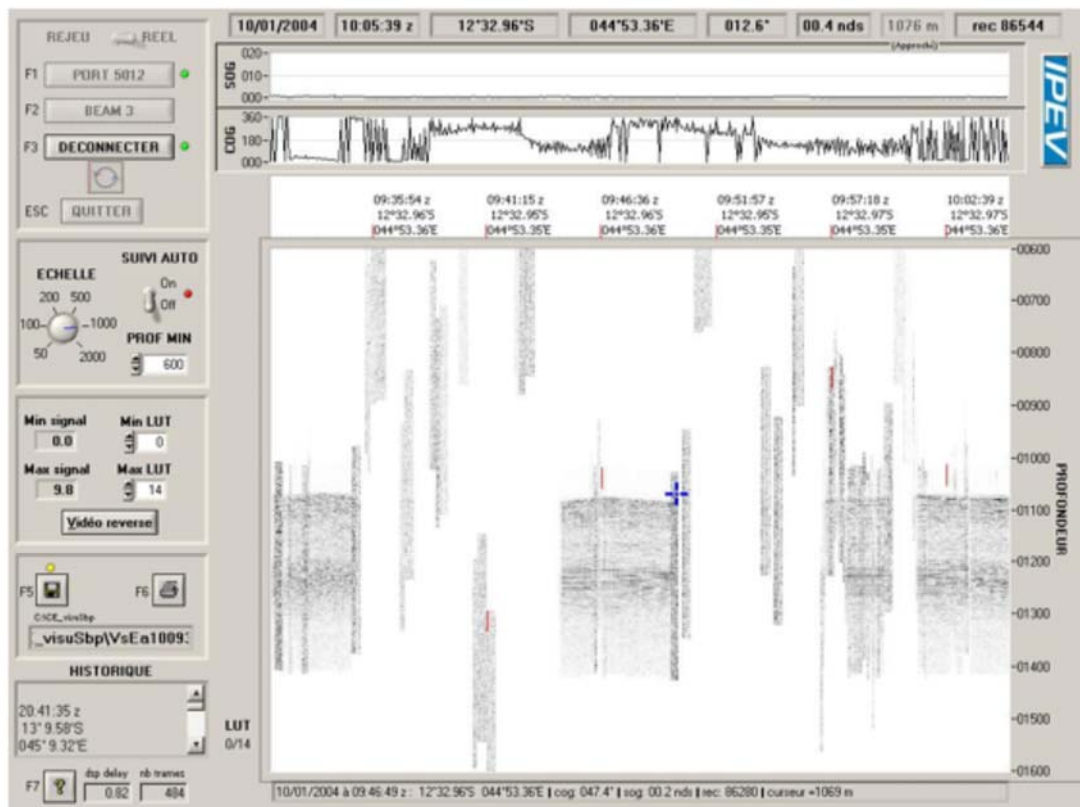 10/01/2004 10:05:39 z 12°32.96'S 044°53.36'E 012.6° 00.4 nds 1076 m rec 86544
(Approché)
REJEU REEL
F1 PORT 5012
F2 BEAM 3
F3 DECONNECTER
ESC QUITTER
SOG
020-
010-
000-
COG
360
180
000
IPEV
09:35:54 z 09:41:15 z 09:46:36 z 09:51:57 z 09:57:18 z 10:02:39 z
12°32.96'S 12°32.95'S 12°32.96'S 12°32.95'S 12°32.97'S 12°32.97'S
044°53.36'E 044°53.35'E 044°53.36'E 044°53.35'E 044°53.35'E 044°53.36'E
ECHELLE
200 500
100 1000
50 2000
SUIVI AUTO
On
Off
PROF MIN
600
Min signal Min LUT
0.0 0
Max signal Max LUT
9.8 14
Vidéo reverse
F5 F6
C:\CE_visuSbp
_visuSbp\VsEa1009:
HISTORIQUE
20:41:35 z
13° 9.58'S
045° 9.32'E
F7 ? dsp delay nb trames
0.82 484
LUT
0/14
-00600
-00700
-00800
-00900
-01000
-01100
-01200
-01300
-01400
-01500
-01600
PROFONDEUR
10/01/2004 à 09:46:49 z : 12°32.96'S 044°53.36'E | cog: 047.4° | sog: 00.2 nds | rec: 86280 | curseur =1069 m